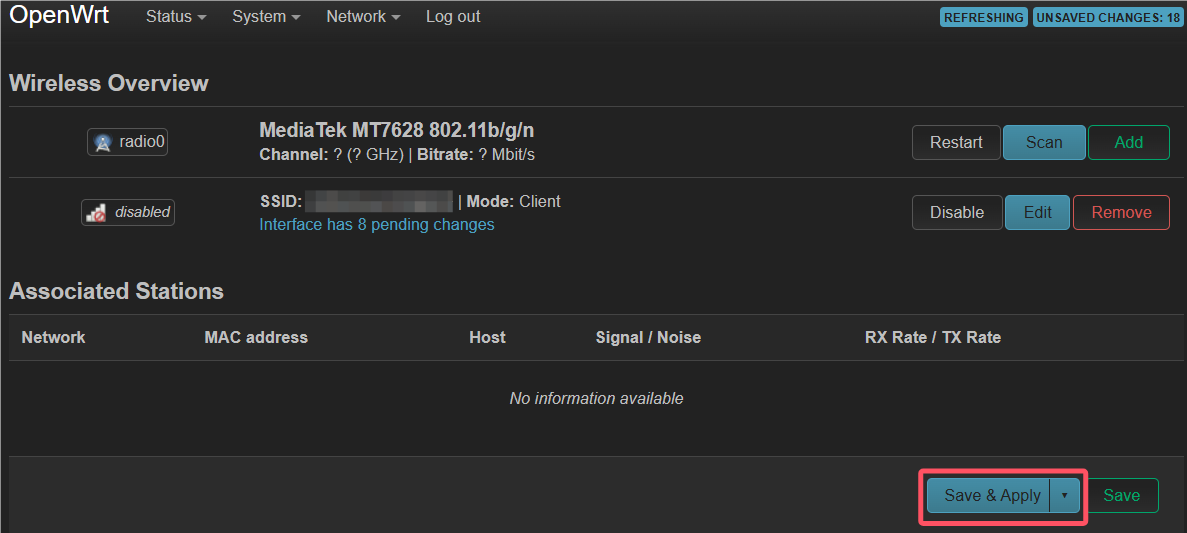 OpenWrt Status System Network Log out REFRESHING UNSAVED CHANGES: 18
Wireless Overview
radio0 MediaTek MT7628 802.11b/g/n
Channel: ? (? GHz) | Bitrate: ? Mbit/s
Restart Scan Add
disabled SSID: | Mode: Client
Interface has 8 pending changes
Disable Edit Remove
Associated Stations
Network MAC address Host Signal / Noise RX Rate / TX Rate
No information available
Save & Apply Save